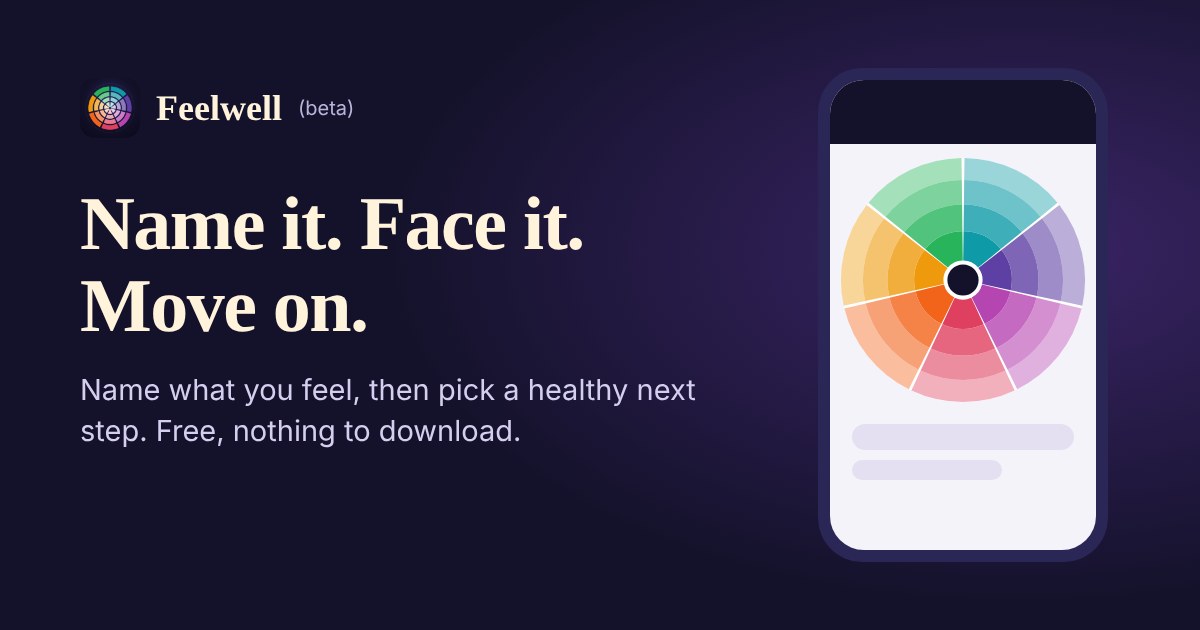 Feelwell (beta)
Name it. Face it.
Move on.
Name what you feel, then pick a healthy next
step. Free, nothing to download.